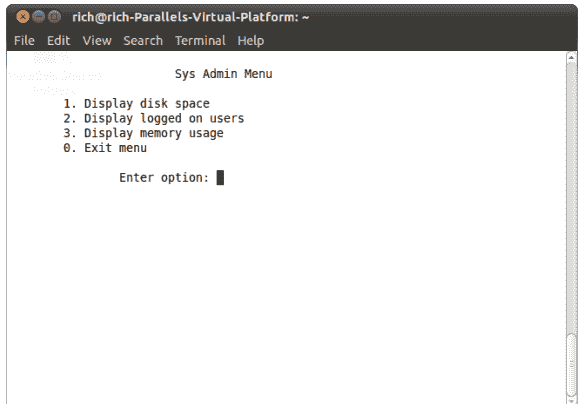 rich@rich-Parallels-Virtual-Platform: ~
File Edit View Search Terminal Help
Sys Admin Menu
1. Display disk space
2. Display logged on users
3. Display memory usage
0. Exit menu
Enter option: